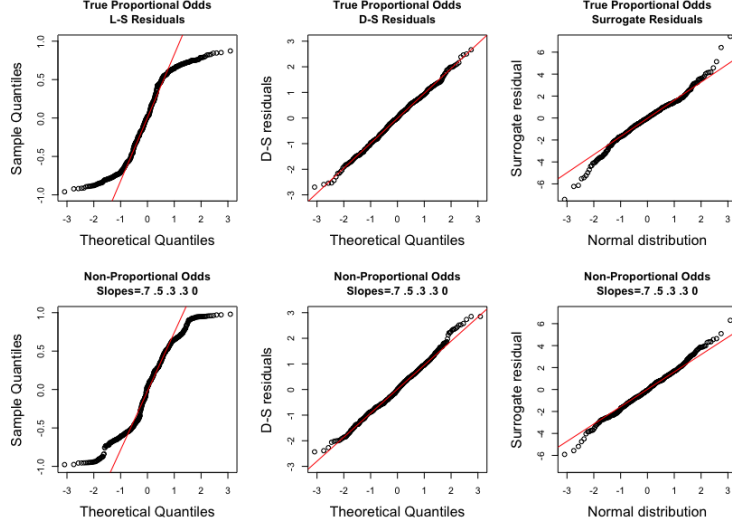 True Proportional Odds
L-S Residuals
Sample Quantiles
1.0
0.5
0.0
-0.5
-1.0
-3 -2 -1 0 1 2 3
Theoretical Quantiles
True Proportional Odds
D-S Residuals
D-S residuals
3
2
1
0
-1
-2
-3
-3 -2 -1 0 1 2 3
Theoretical Quantiles
True Proportional Odds
Surrogate Residuals
Surrogate residual
6
4
2
0
-2
-4
-6
-3 -2 -1 0 1 2 3
Normal distribution
Non-Proportional Odds
Slopes=.7 .5 .3 .3 0
Sample Quantiles
1.0
0.5
0.0
-0.5
-1.0
-3 -2 -1 0 1 2 3
Theoretical Quantiles
Non-Proportional Odds
Slopes=.7 .5 .3 .3 0
D-S residuals
3
2
1
0
-1
-2
-3
-3 -2 -1 0 1 2 3
Theoretical Quantiles
Non-Proportional Odds
Slopes=.7 .5 .3 .3 0
Surrogate residual
6
4
2
0
-2
-4
-6
-3 -2 -1 0 1 2 3
Normal distribution